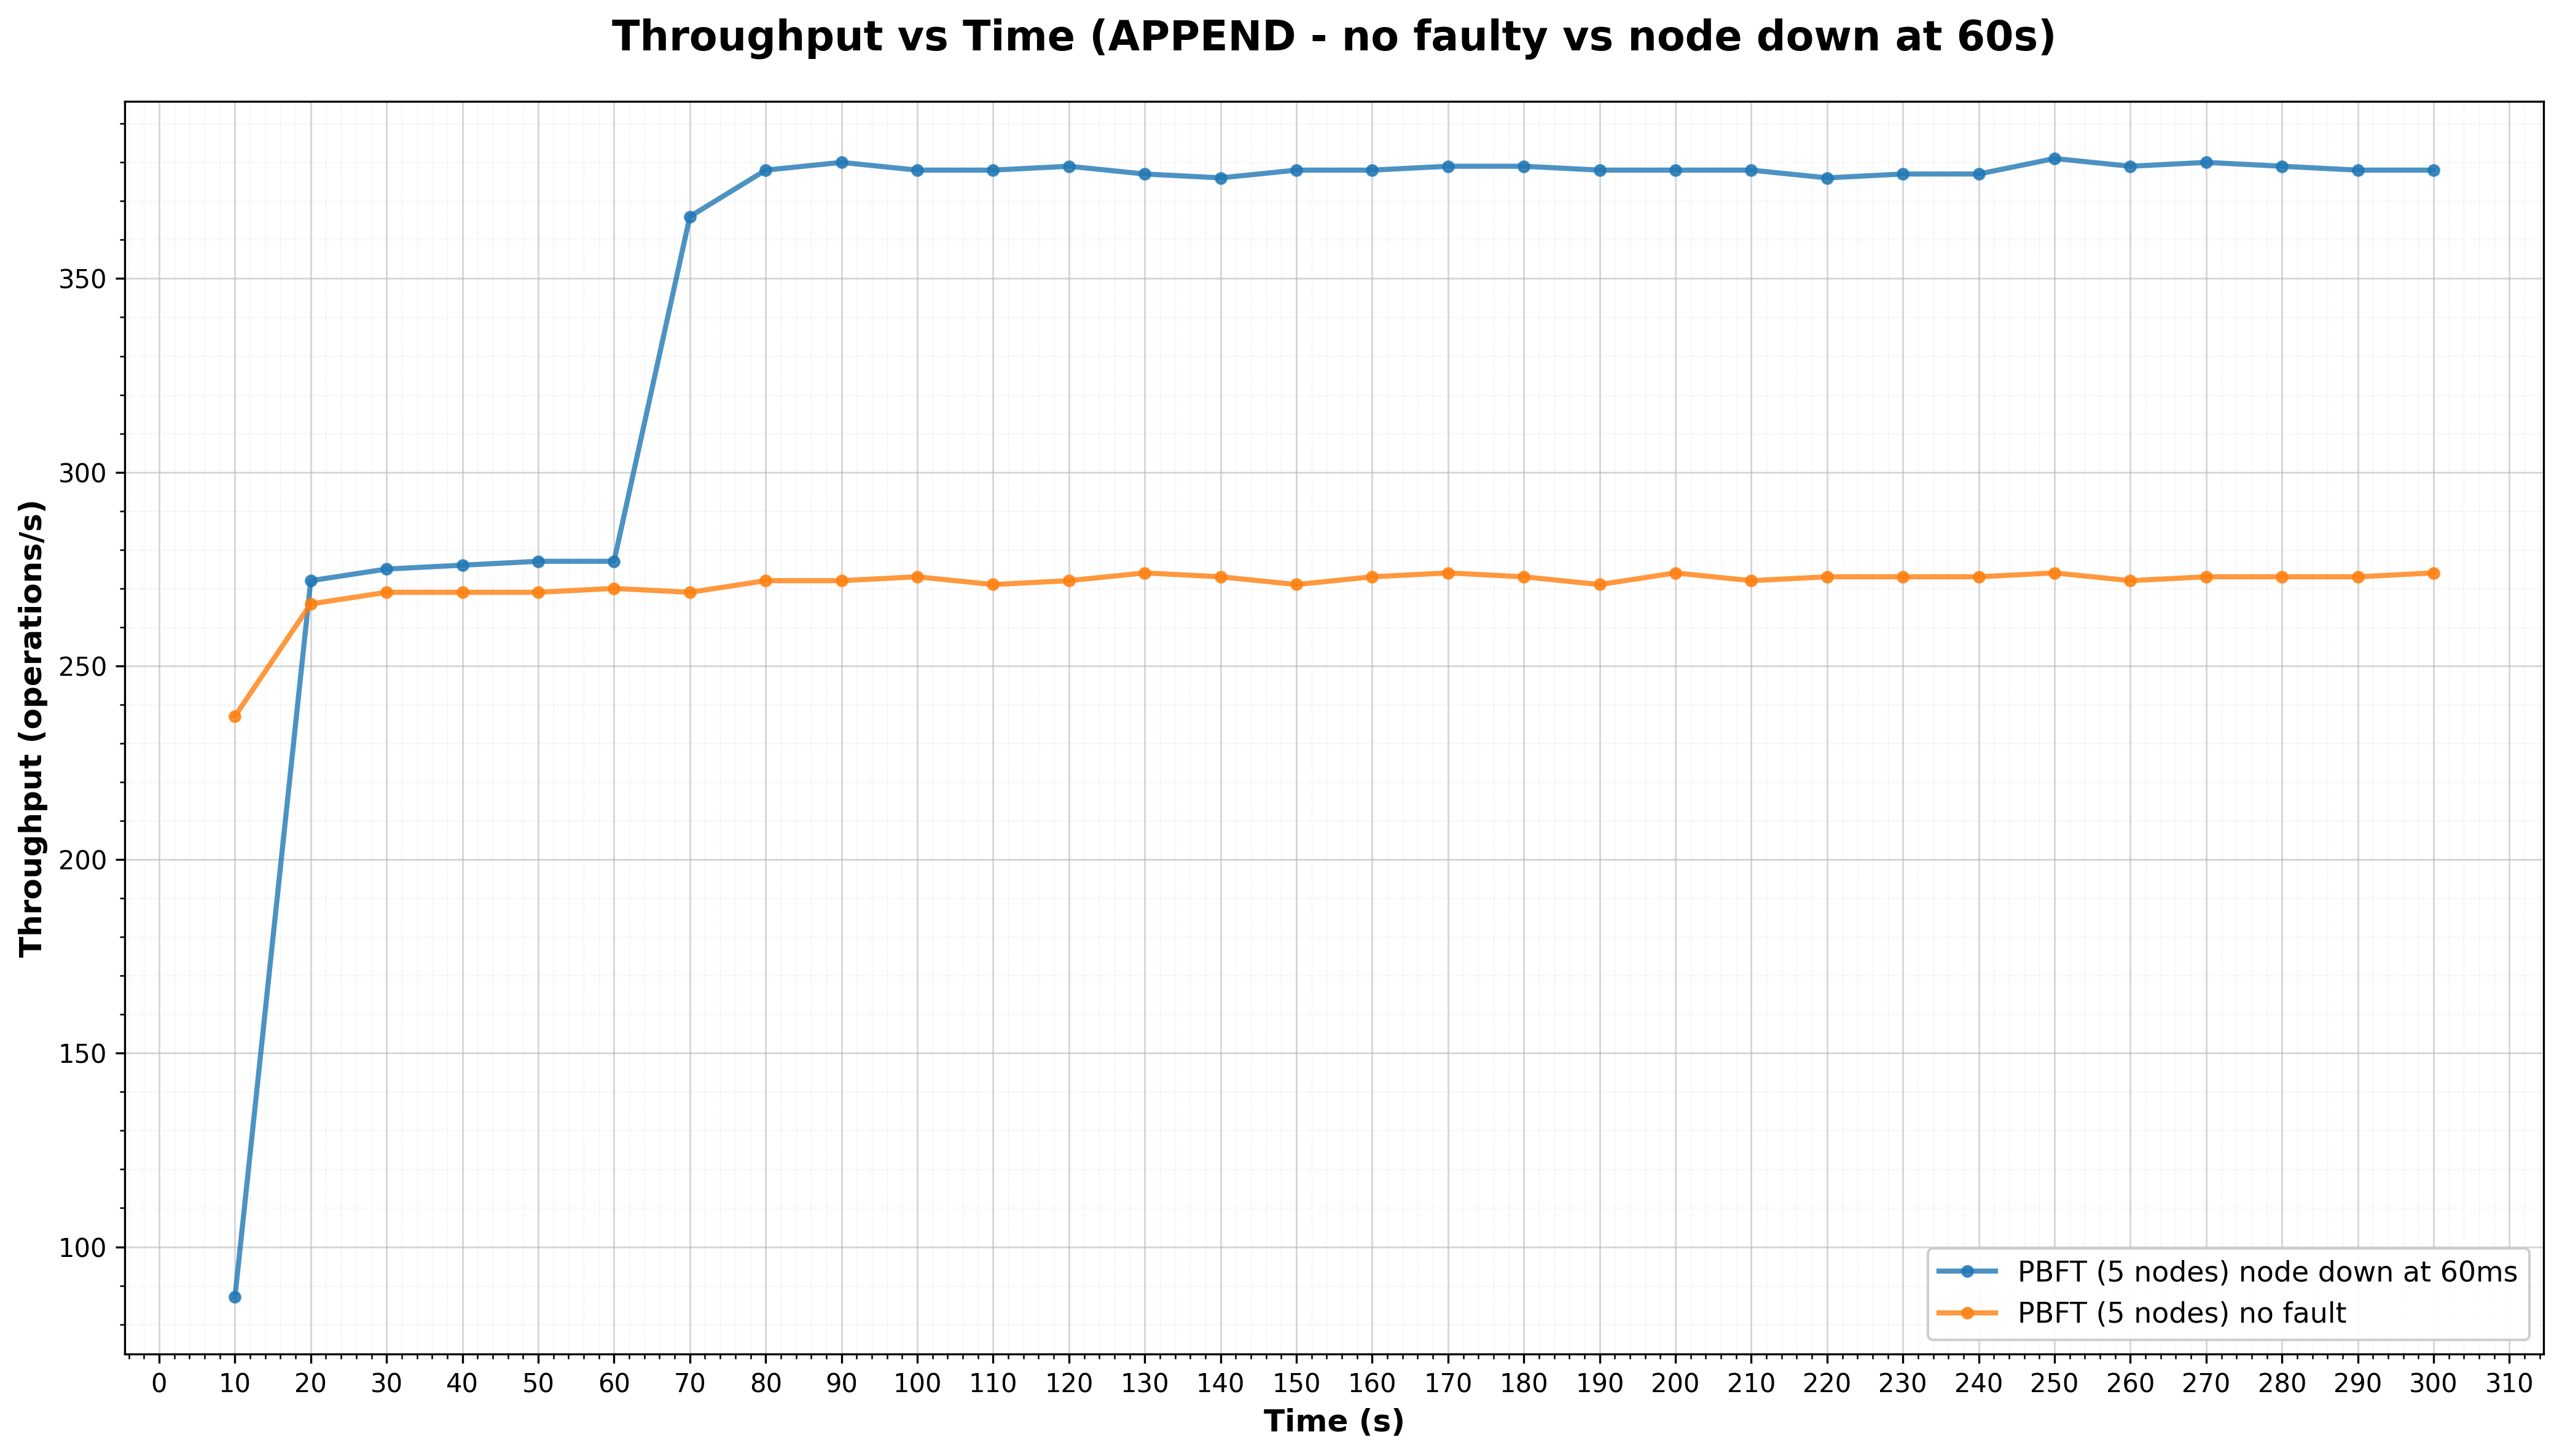 Throughput vs Time (APPEND - no faulty vs node down at 60s)
Throughput (operations/s)
350
300
250
200
150
100
PBFT (5 nodes) node down at 60ms
PBFT (5 nodes) no fault
0 10 20 30 40 50 60 70 80 90 100 110 120 130 140 150 160 170 180 190 200 210 220 230 240 250 260 270 280 290 300 310
Time (s)